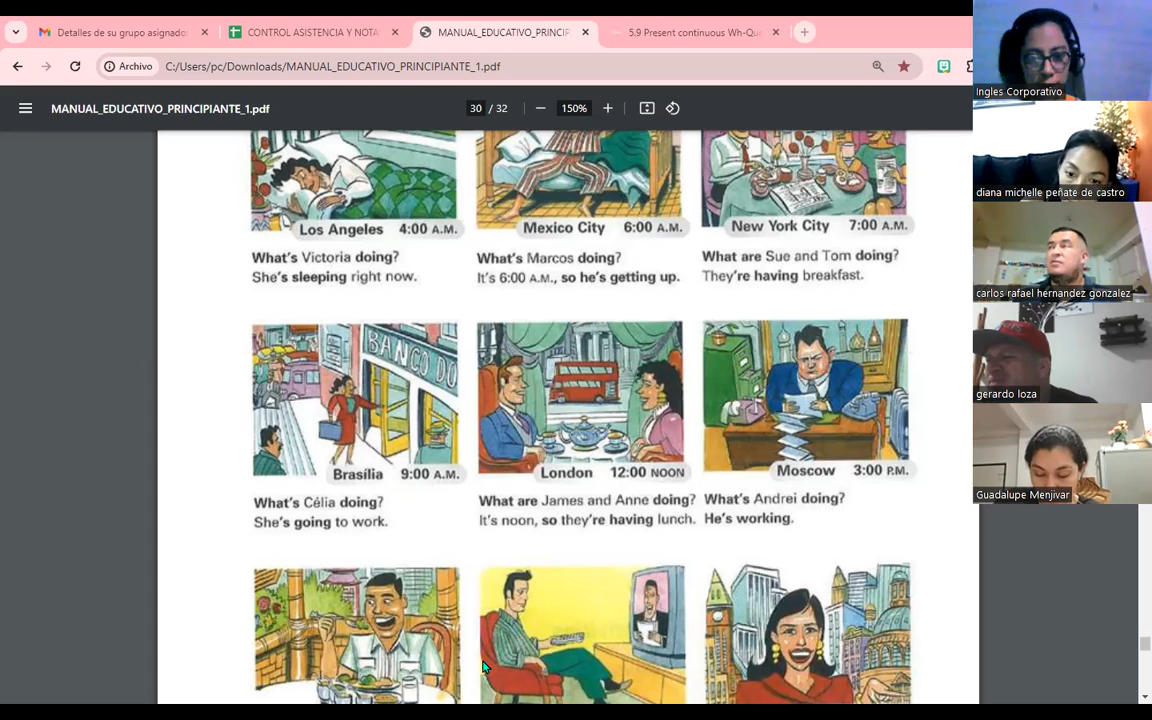 Detalles de su grupo asignado
CONTROL ASISTENCIA Y NOTA
MANUAL_EDUCATIVO_PRINCIP
5.9 Present continuous Wh-Que
Archivo
C:/Users/pc/Downloads/MANUAL_EDUCATIVO_PRINCIPIANTE_1.pdf
MANUAL_EDUCATIVO_PRINCIPIANTE_1.pdf
30 / 32
150%
Los Angeles 4:00 A.M.
Mexico City 6:00 A.M.
New York City 7:00 A.M.
What's Victoria doing?
She's sleeping right now.
What's Marcos doing?
It's 6:00 A.M., so he's getting up.
What are Sue and Tom doing?
They're having breakfast.
BANCO DO
Brasília 9:00 A.M.
London 12:00 NOON
Moscow 3:00 P.M.
What's Célia doing?
She's going to work.
What are James and Anne doing?
It's noon, so they're having lunch.
What's Andrei doing?
He's working.
Ingles Corporativo
diana michelle peñate de castro
carlos rafael hernandez gonzalez
gerardo loza
Guadalupe Menjivar